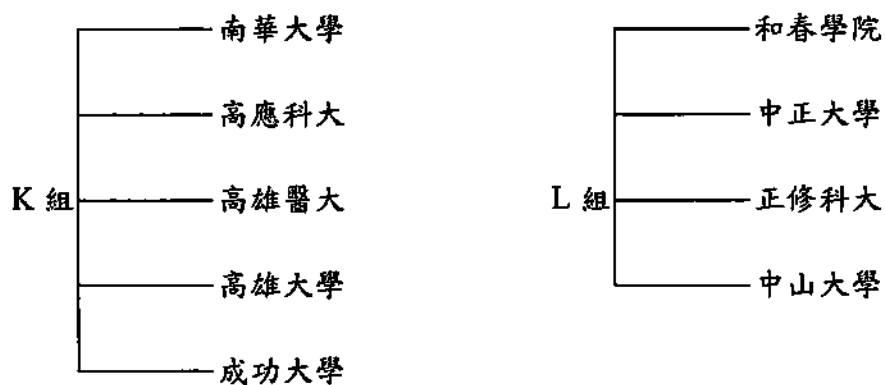 K 組
南華大學
高應科大
高雄醫大
高雄大學
成功大學
L 組
和春學院
中正大學
正修科大
中山大學